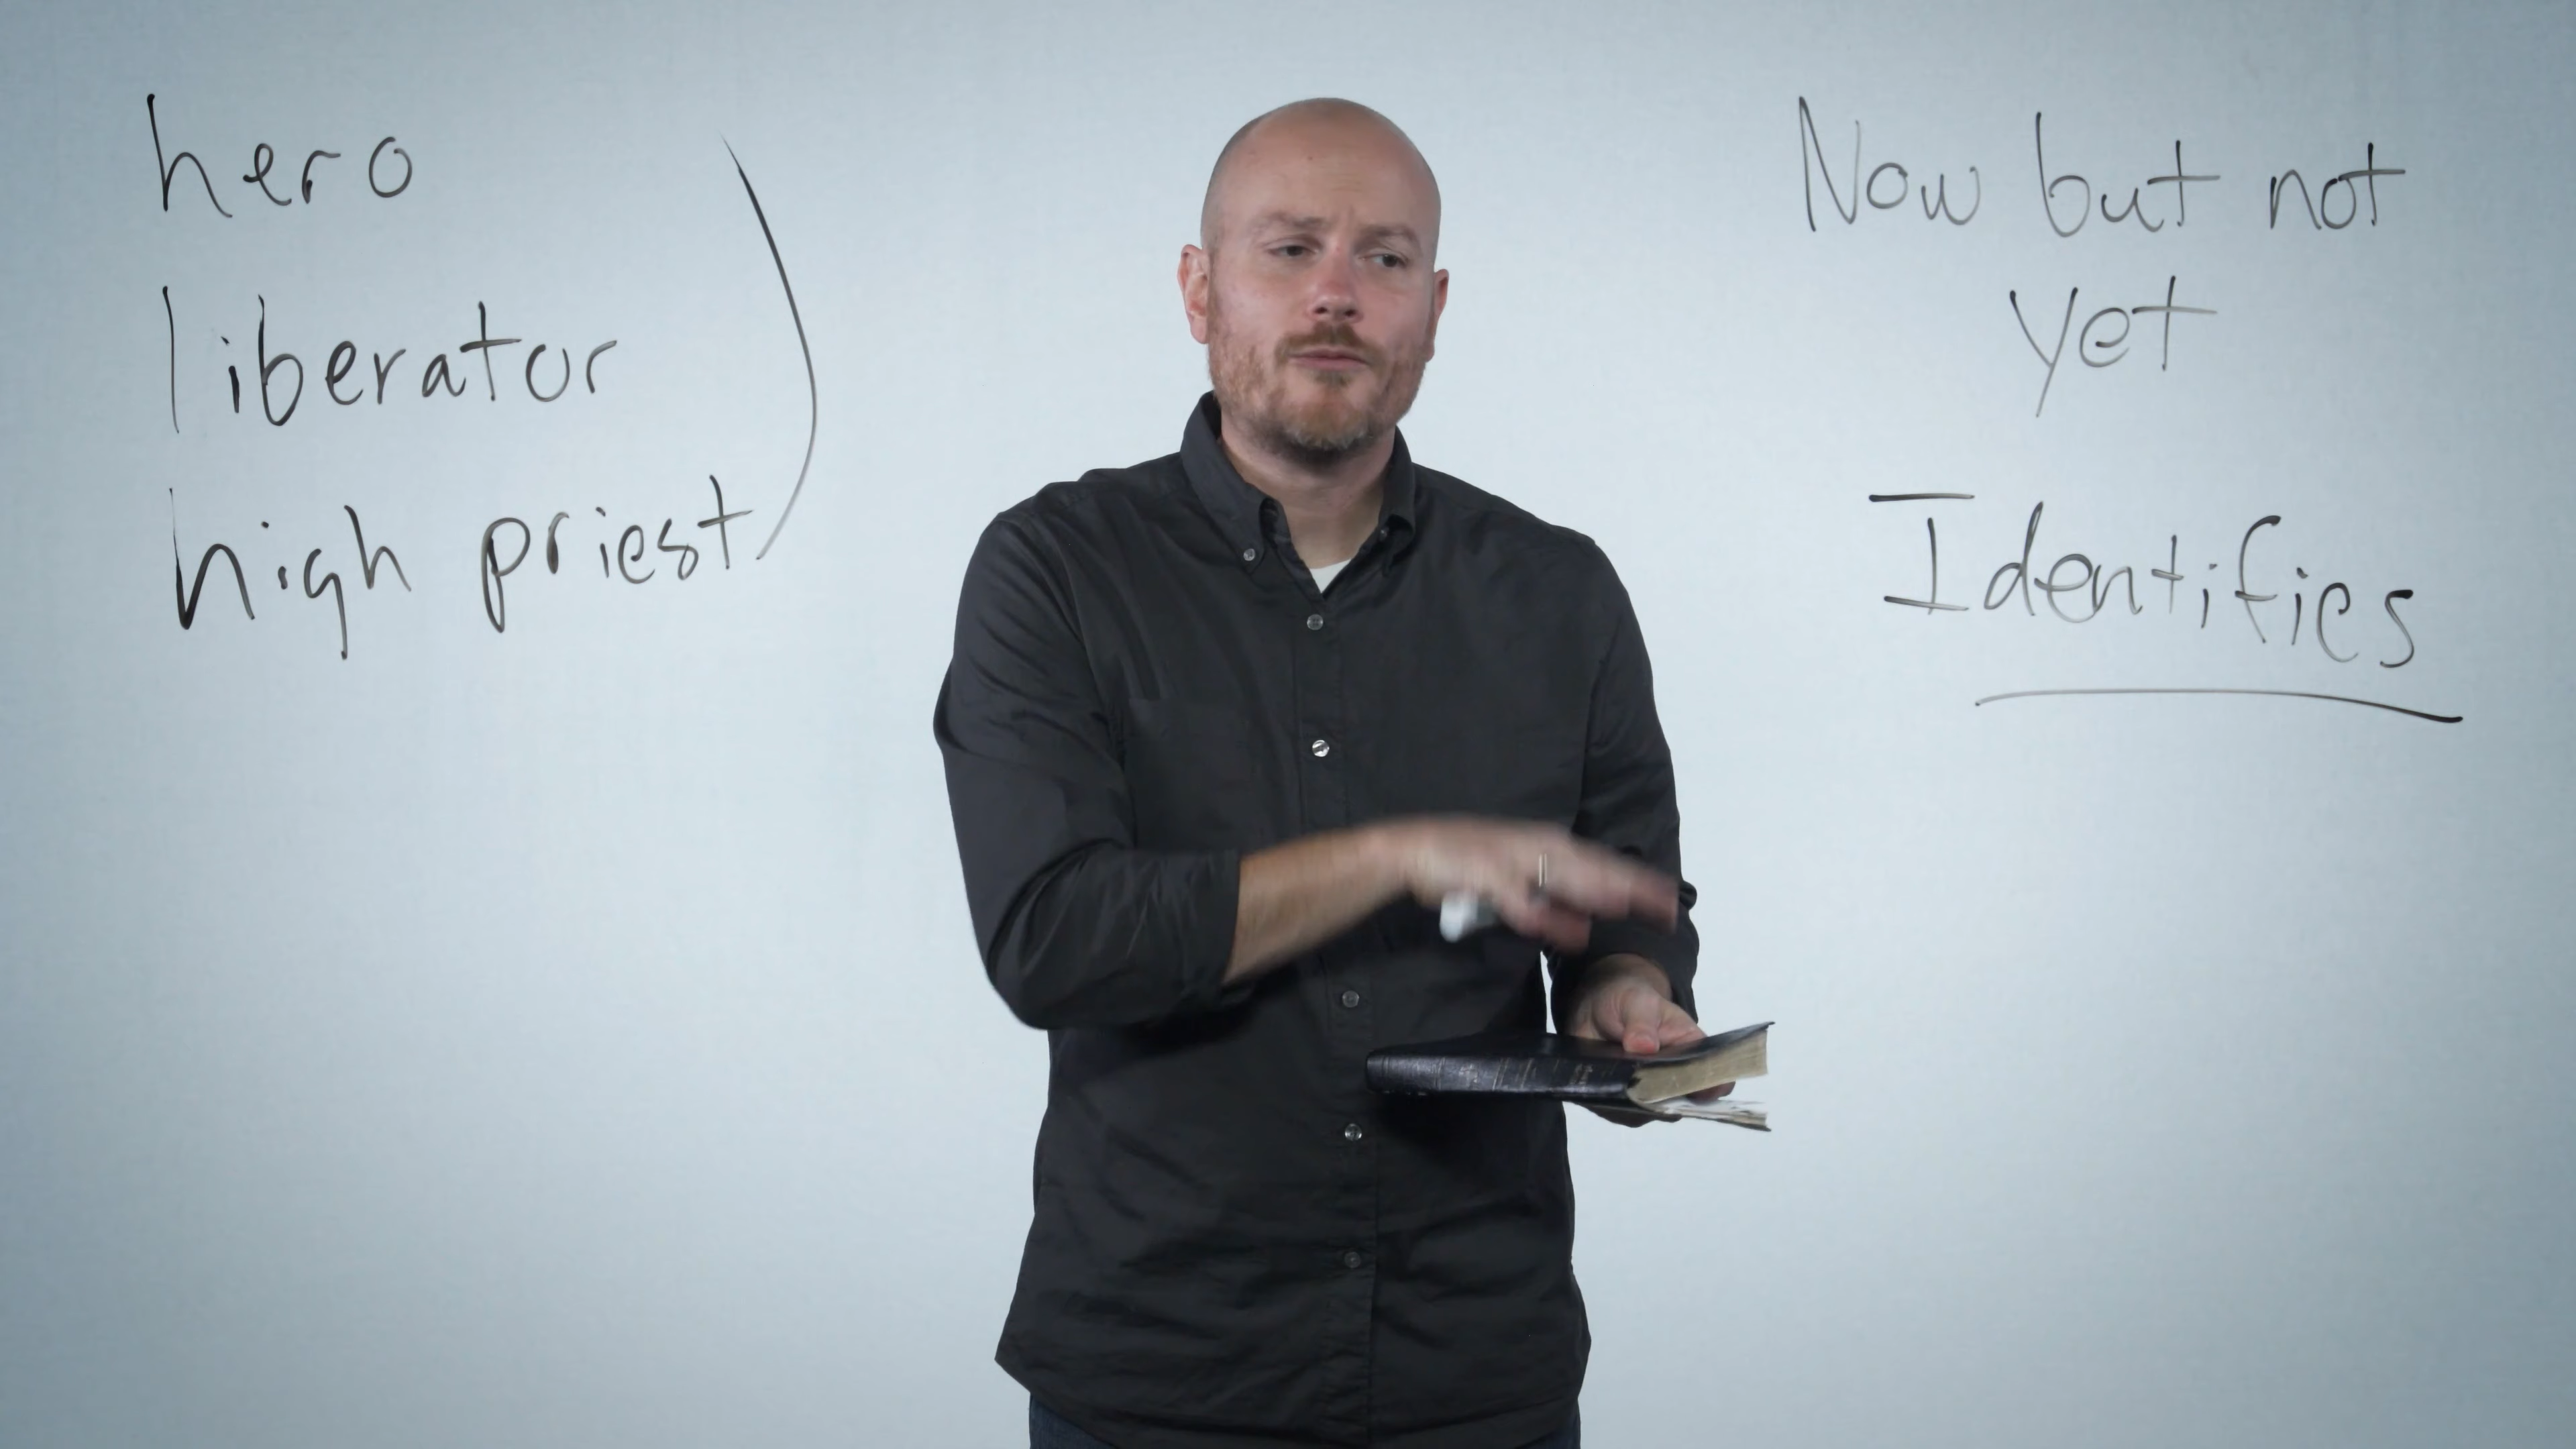 hero
liberator
high priest
Now but not
yet
Identifies